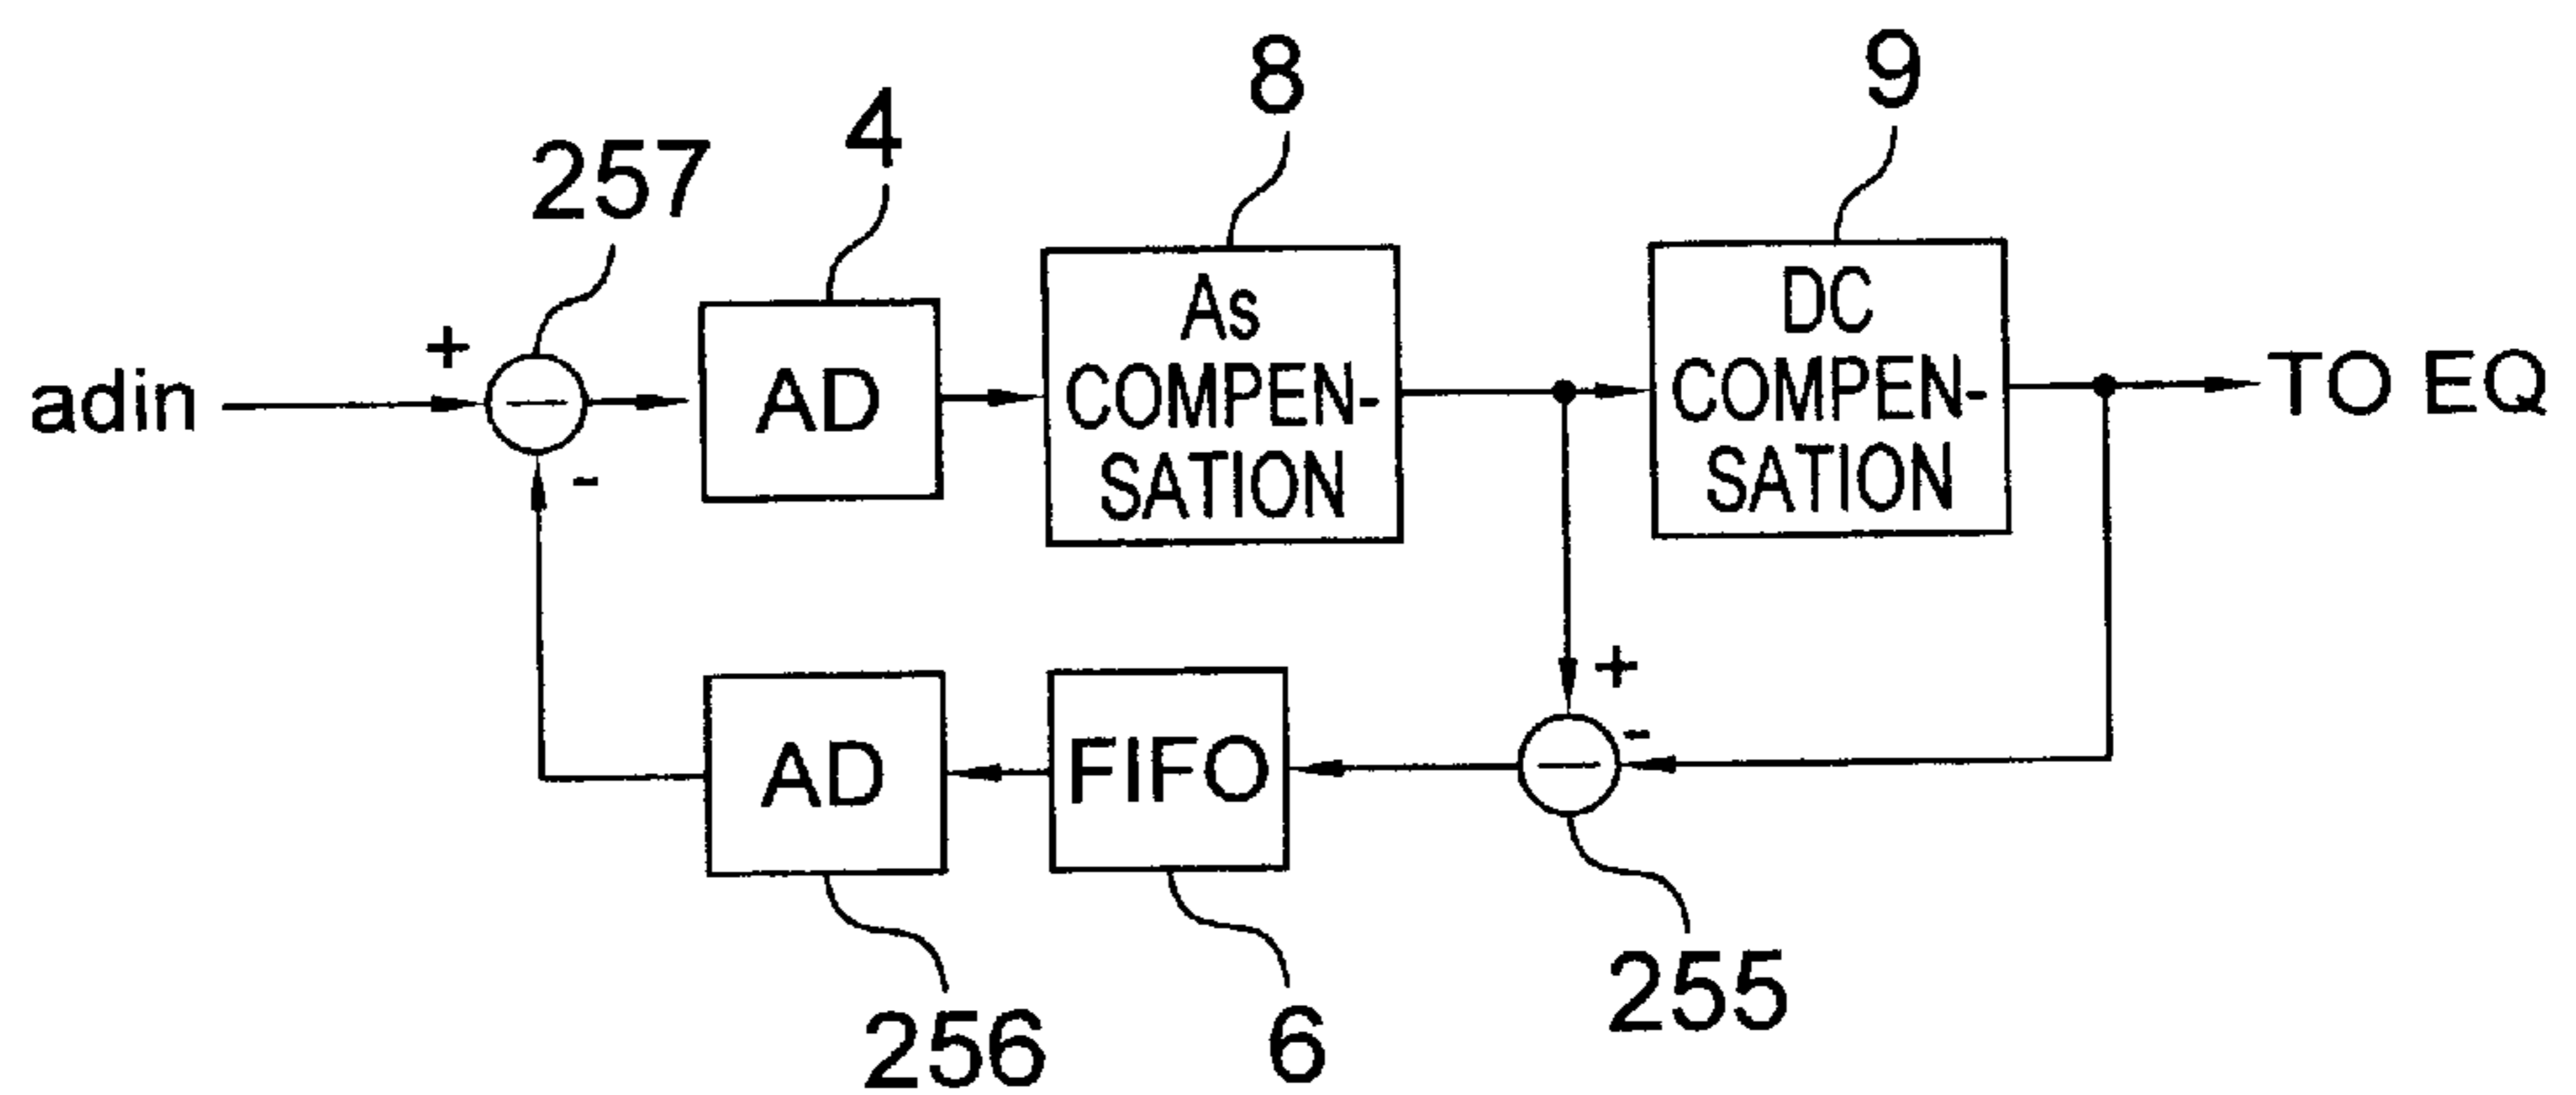 257
4
8
9
adin
+
-
AD
As
COMPEN-
SATION
DC
COMPEN-
SATION
TO EQ
+
-
AD
FIFO
256
6
255